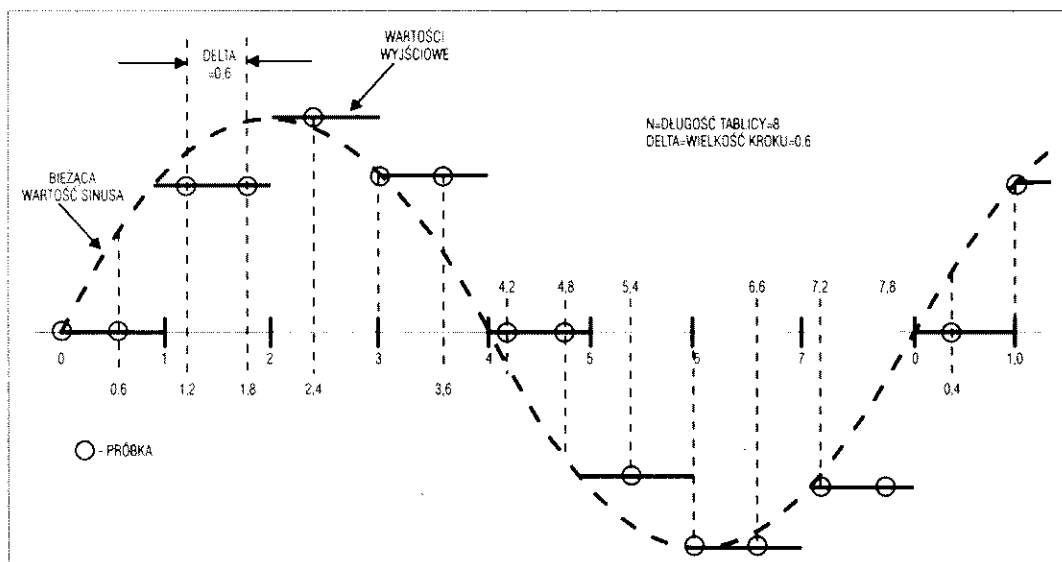 DELTA
=0,6
WARTOŚCI
WYJŚCIOWE
N=DŁUGOŚĆ TABLICY=8
DELTA=WIELKOŚĆ KROKU=0.6
BIEŻĄCA
WARTOŚĆ SINUSA
4,2 4,8 5,4 6,6 7,2 7,8
0 1 2 3 4 5 6 7 0 1,0
0,6 1,2 1,8 2,4 3,6 0,4
- PRÓBKA